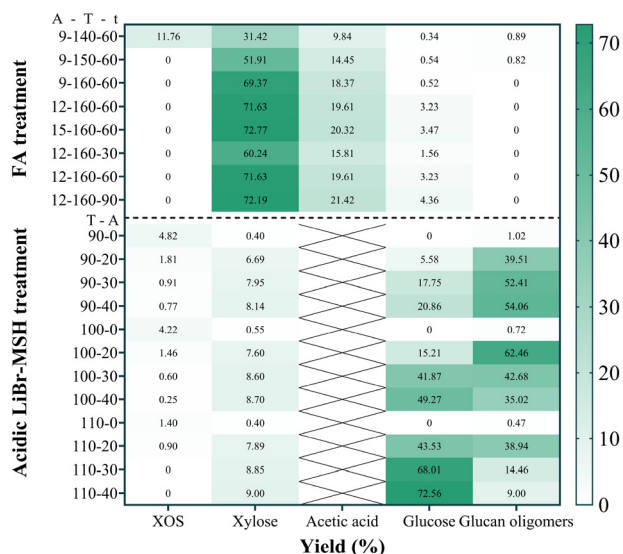 A - T - t
9-140-60 11.76 31.42 9.84 0.34 0.89
9-150-60 0 51.91 14.45 0.54 0.82
9-160-60 0 69.37 18.37 0.52 0
12-160-60 0 71.63 19.61 3.23 0
15-160-60 0 72.77 20.32 3.47 0
12-160-30 0 60.24 15.81 1.56 0
12-160-60 0 71.63 19.61 3.23 0
12-160-90 0 72.19 21.42 4.36 0
FA treatment
T - A
90-0 4.82 0.40 0 1.02
90-20 1.81 6.69 5.58 39.51
90-30 0.91 7.95 17.75 52.41
90-40 0.77 8.14 20.86 54.06
100-0 4.22 0.55 0 0.72
100-20 1.46 7.60 15.21 62.46
100-30 0.60 8.60 41.87 42.68
100-40 0.25 8.70 49.27 35.02
110-0 1.40 0.40 0 0.47
110-20 0.90 7.89 43.53 38.94
110-30 0 8.85 68.01 14.46
110-40 0 9.00 72.56 9.00
Acidic LiBr-MSH treatment
XOS Xylose Acetic acid Glucose Glucan oligomers
Yield (%)
70
60
50
40
30
20
10
0